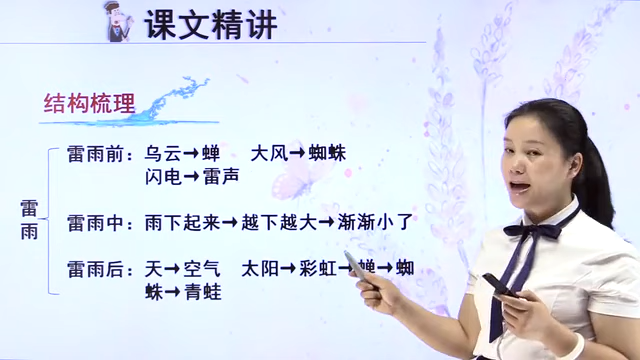 课文精讲
结构梳理
雷雨
雷雨前：乌云→蝉 大风→蜘蛛
闪电→雷声
雷雨中：雨下起来→越下越大→渐渐小了
雷雨后：天→空气 太阳→彩虹→蝉→蜘
蛛→青蛙